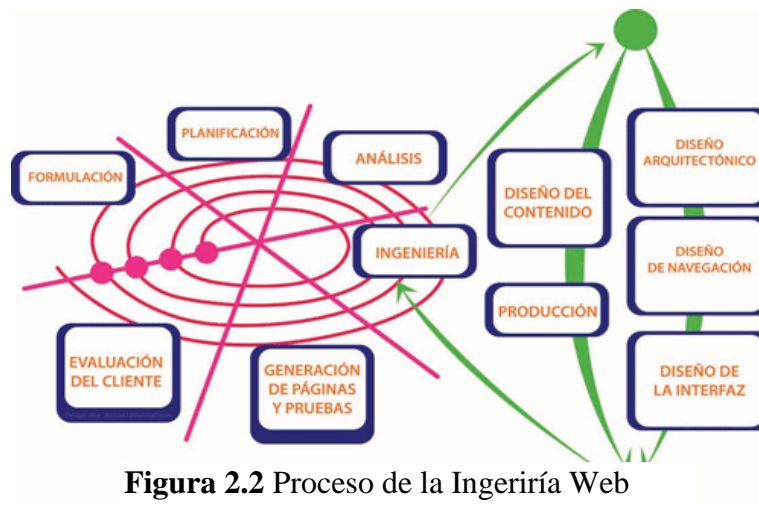 PLANIFICACIÓN
FORMULACIÓN
ANÁLISIS
INGENIERÍA
EVALUACIÓN
DEL CLIENTE
GENERACIÓN
DE PÁGINAS
Y PRUEBAS
DISEÑO DEL
CONTENIDO
PRODUCCIÓN
DISEÑO
ARQUITECTÓNICO
DISEÑO
DE NAVEGACIÓN
DISEÑO DE
LA INTERFAZ
Figura 2.2 Proceso de la Ingeriría Web